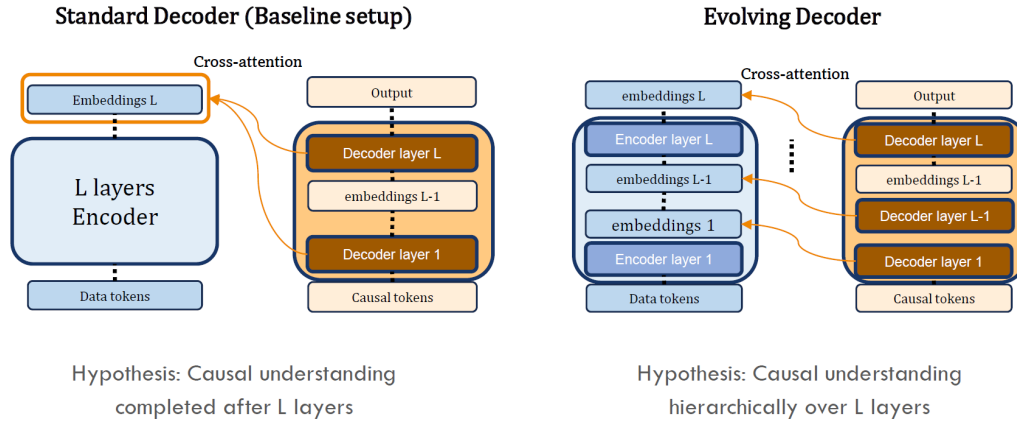 Standard Decoder (Baseline setup)
Cross-attention
Embeddings L
Output
Decoder layer L
L layers
Encoder
embeddings L-1
Decoder layer 1
Data tokens
Causal tokens
Hypothesis: Causal understanding
completed after L layers
Evolving Decoder
Cross-attention
embeddings L
Output
Encoder layer L
Decoder layer L
embeddings L-1
embeddings L-1
Decoder layer L-1
embeddings 1
Encoder layer 1
Decoder layer 1
Data tokens
Causal tokens
Hypothesis: Causal understanding
hierarchically over L layers